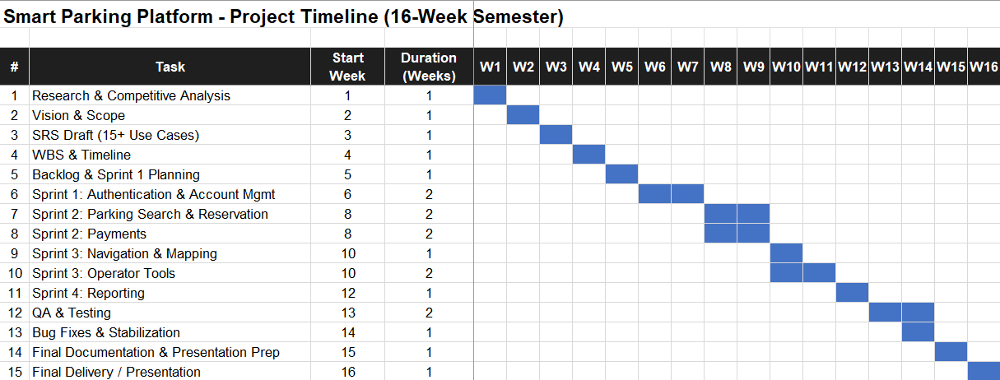 Smart Parking Platform - Project Timeline (16-Week Semester)
# Task Start Week Duration (Weeks) W1 W2 W3 W4 W5 W6 W7 W8 W9 W10 W11 W12 W13 W14 W15 W16
1 Research & Competitive Analysis 1 1
2 Vision & Scope 2 1
3 SRS Draft (15+ Use Cases) 3 1
4 WBS & Timeline 4 1
5 Backlog & Sprint 1 Planning 5 1
6 Sprint 1: Authentication & Account Mgmt 6 2
7 Sprint 2: Parking Search & Reservation 8 2
8 Sprint 2: Payments 8 2
9 Sprint 3: Navigation & Mapping 10 1
10 Sprint 3: Operator Tools 10 2
11 Sprint 4: Reporting 12 1
12 QA & Testing 13 2
13 Bug Fixes & Stabilization 14 1
14 Final Documentation & Presentation Prep 15 1
15 Final Delivery / Presentation 16 1